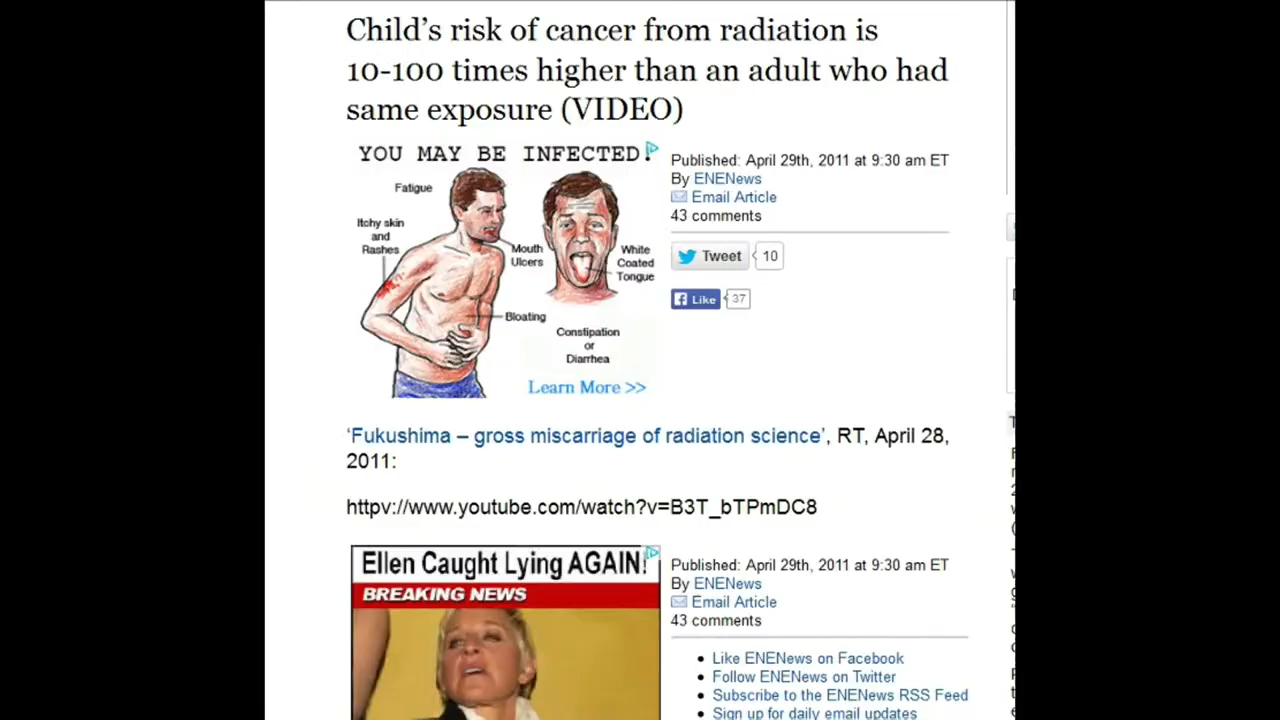 Child's risk of cancer from radiation is
10-100 times higher than an adult who had
same exposure (VIDEO)
YOU MAY BE INFECTED!
Fatigue
Itchy skin
and
Rashes
Mouth
Ulcers
White
Coated
Tongue
Bloating
Constipation
or
Diarrhea
Learn More >>
Published: April 29th, 2011 at 9:30 am ET
By ENENews
Email Article
43 comments
Tweet 10
Like 37
‘Fukushima – gross miscarriage of radiation science’, RT, April 28,
2011:
httpv://www.youtube.com/watch?v=B3T_bTPmDC8
Ellen Caught Lying AGAIN!
BREAKING NEWS
Published: April 29th, 2011 at 9:30 am ET
By ENENews
Email Article
43 comments
Like ENENews on Facebook
Follow ENENews on Twitter
Subscribe to the ENENews RSS Feed
Sign up for daily email updates